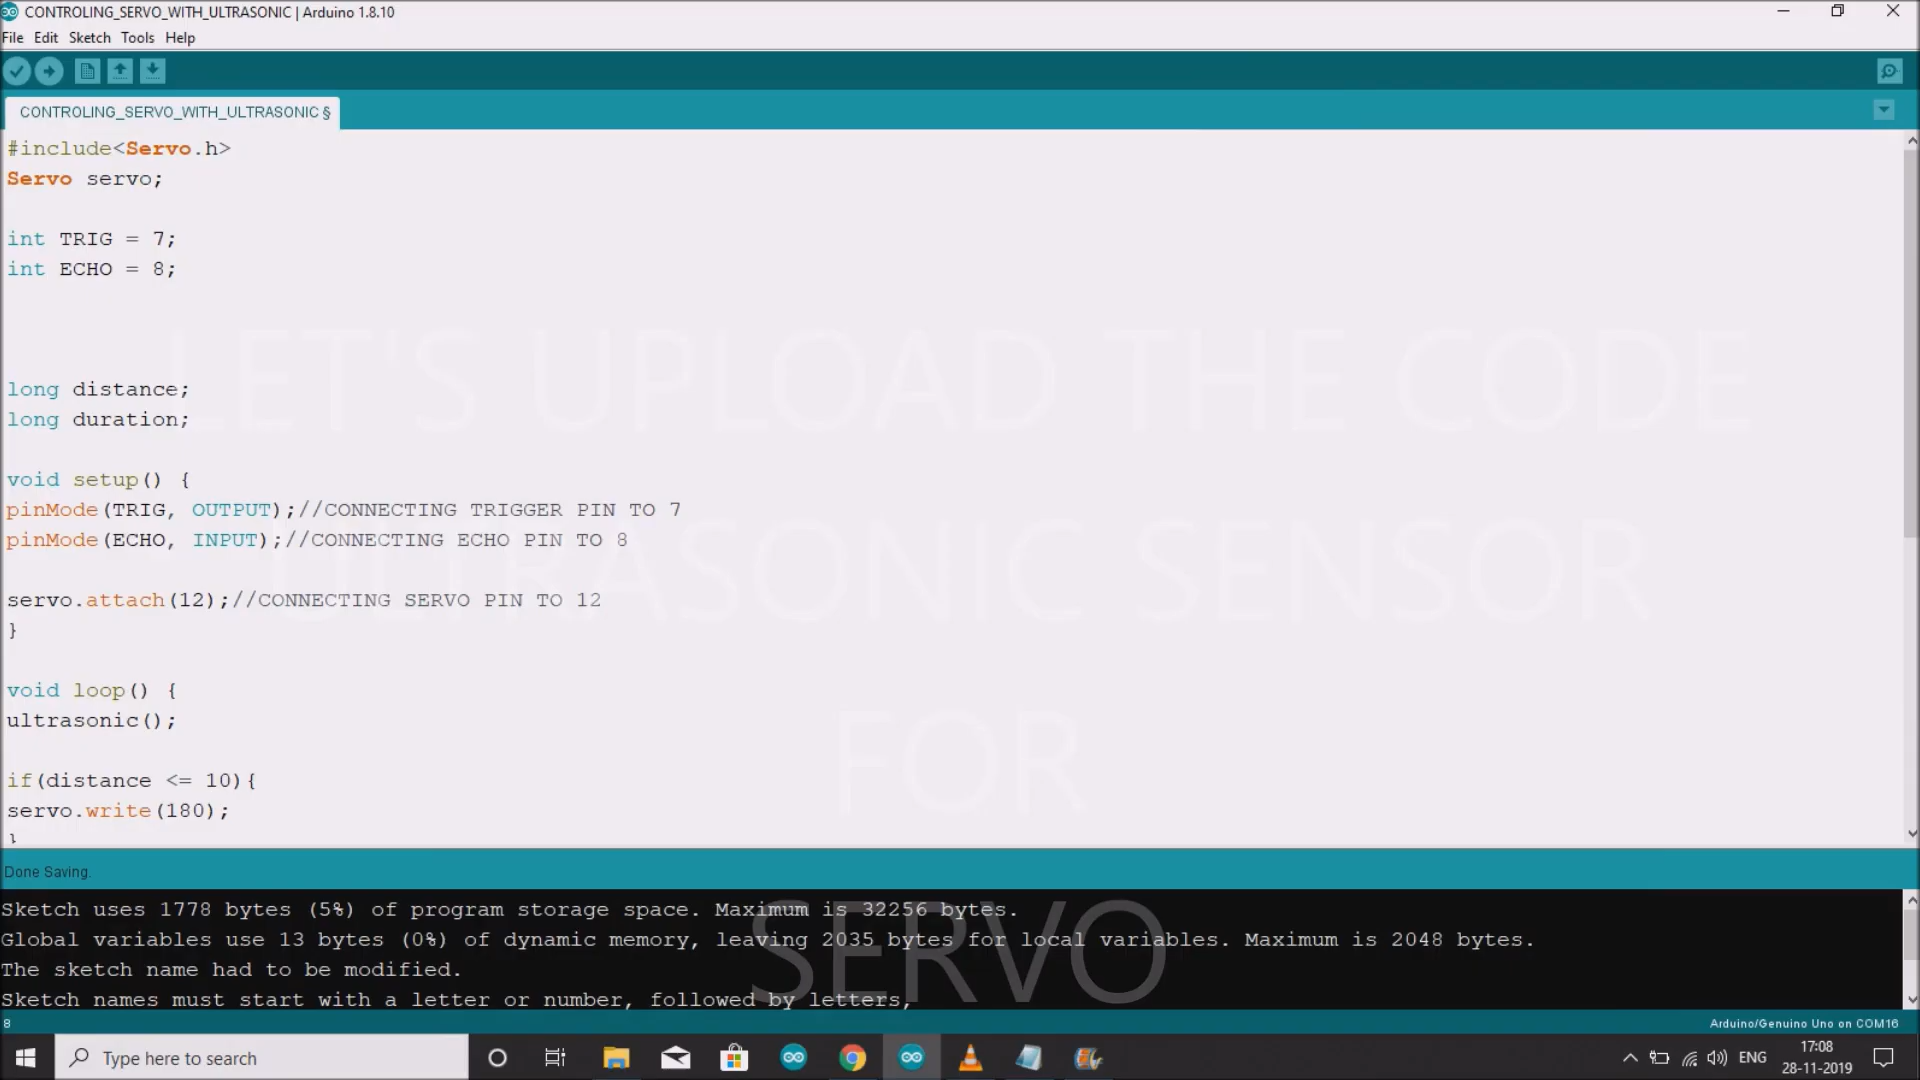 CONTROLING_SERVO_WITH_ULTRASONIC | Arduino 1.8.10
File Edit Sketch Tools Help
CONTROLING_SERVO_WITH_ULTRASONIC §
#include<Servo.h>
Servo servo;
int TRIG = 7;
int ECHO = 8;
LET'S UPLOAD THE CODE
long distance;
long duration;
void setup() {
pinMode(TRIG, OUTPUT);//CONNECTING TRIGGER PIN TO 7
pinMode(ECHO, INPUT);//CONNECTING ECHO PIN TO 8
ULTRASONIC SENSOR
servo.attach(12);//CONNECTING SERVO PIN TO 12
}
void loop() {
ultrasonic();
FOR
if(distance <= 10){
servo.write(180);
}
Done Saving.
Sketch uses 1778 bytes (5%) of program storage space. Maximum is 32256 bytes.
Global variables use 13 bytes (0%) of dynamic memory, leaving 2035 bytes for local variables. Maximum is 2048 bytes.
SERVO
The sketch name had to be modified.
Sketch names must start with a letter or number, followed by letters,
8
Arduino/Genuino Uno on COM16
Type here to search
ENG
17:08
28-11-2019